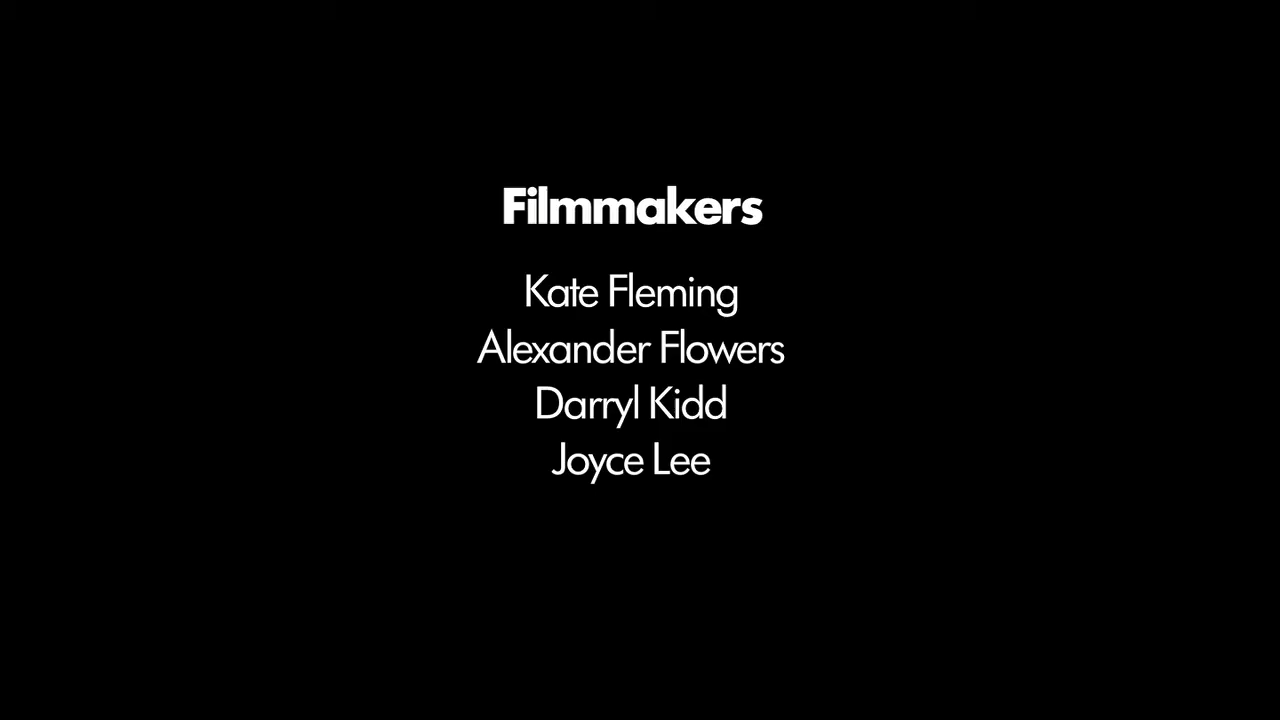 Filmmakers
Kate Fleming
Alexander Flowers
Darryl Kidd
Joyce Lee